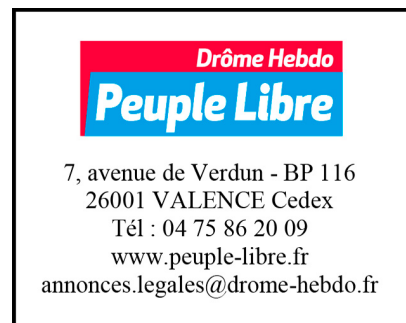 Drôme Hebdo
Peuple Libre
7, avenue de Verdun - BP 116
26001 VALENCE Cedex
Tél : 04 75 86 20 09
www.peuple-libre.fr
annonces.legales@drome-hebdo.fr